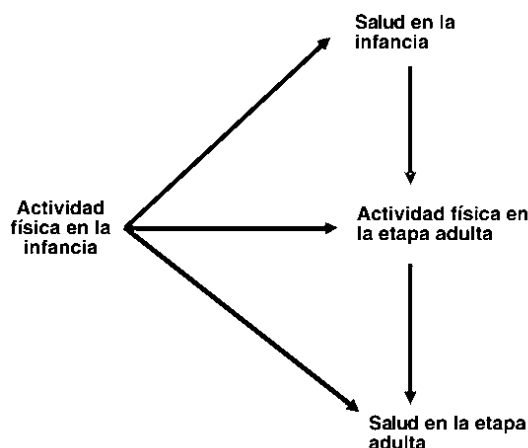 Salud en la
infancia
Actividad
física en la
infancia
Actividad física en
la etapa adulta
Salud en la etapa
adulta